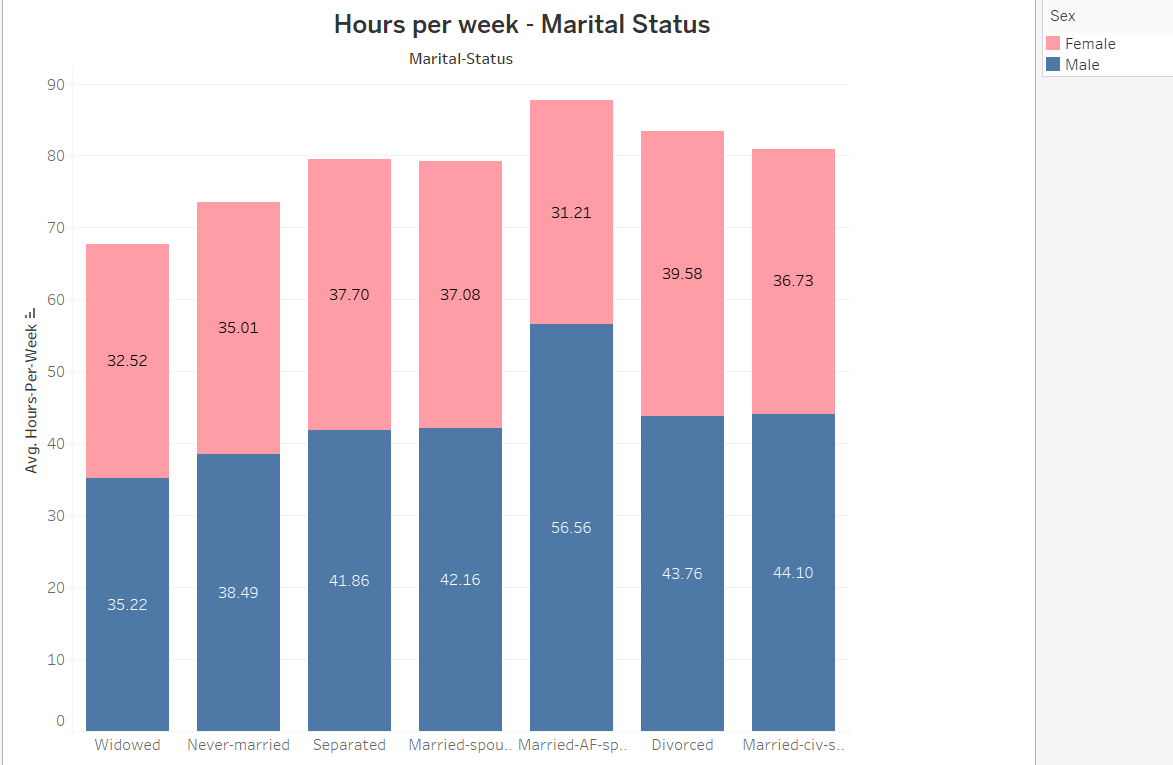 Hours per week - Marital Status
Marital-Status
Sex
Female
Male
Avg. Hours-Per-Week
90
80
70
60
50
40
30
20
10
0
32.52
35.01
37.70
37.08
31.21
39.58
36.73
35.22
38.49
41.86
42.16
56.56
43.76
44.10
Widowed
Never-married
Separated
Married-spou..
Married-AF-sp..
Divorced
Married-civ-s..